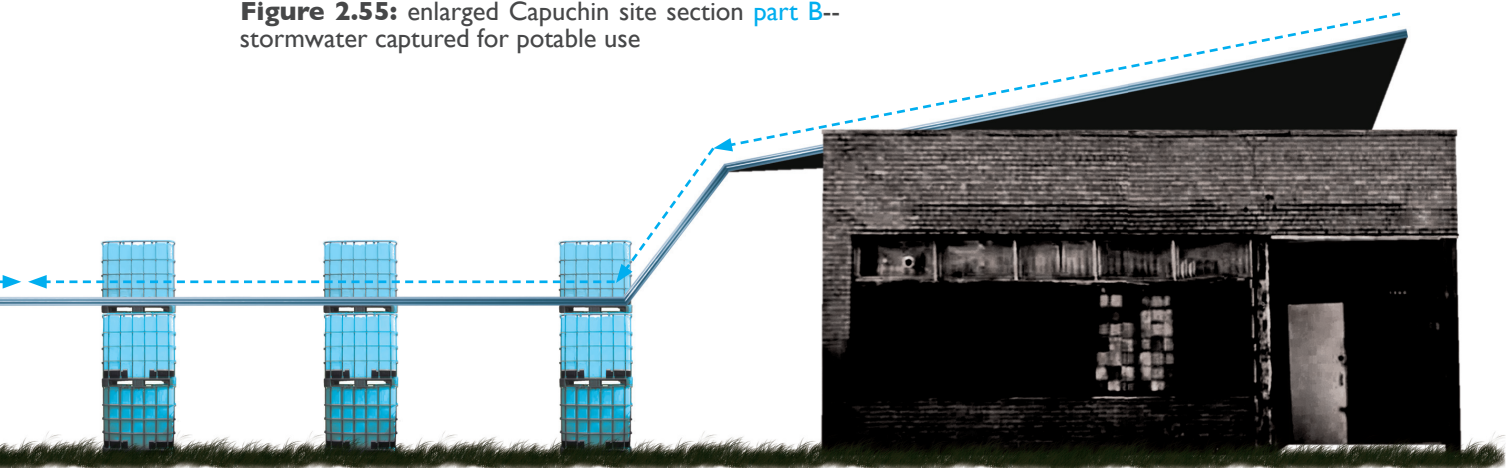 Figure 2.55: enlarged Capuchin site section part B--
stormwater captured for potable use